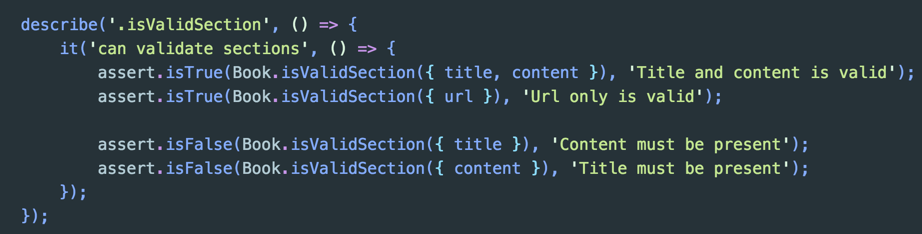 describe('.isValidSection', () => {
    it('can validate sections', () => {
        assert.isTrue(Book.isValidSection({ title, content }), 'Title and content is valid');
        assert.isTrue(Book.isValidSection({ url }), 'Url only is valid');

        assert.isFalse(Book.isValidSection({ title }), 'Content must be present');
        assert.isFalse(Book.isValidSection({ content }), 'Title must be present');
    });
});